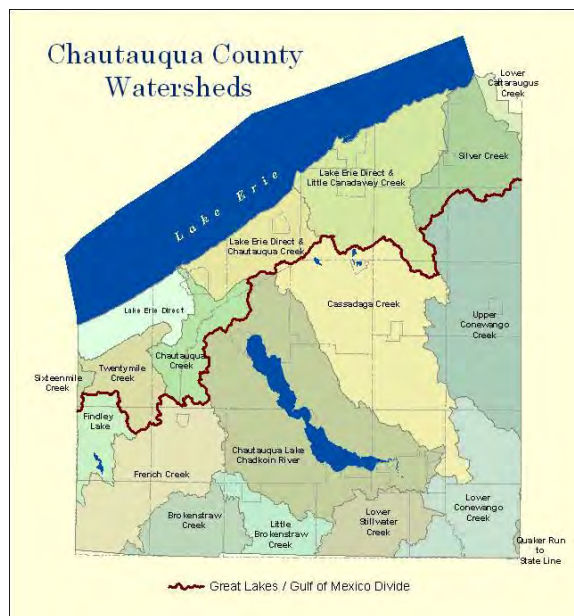 Chautauqua County
Watersheds
Lower
Cattaraugus
Creek
Silver Creek
Lake Erie Direct &
Little Canadaway Creek
Lake Erie
Lake Erie Direct &
Chautauqua Creek
Cassadaga Creek
Upper
Conewango
Creek
Lake Erie Direct
Chautauqua
Creek
Twentymile
Creek
Sixteenmile
Creek
Findley
Lake
French Creek
Chautauqua Lake
Chadkoin River
Brokenstraw
Creek
Little
Brokenstraw
Creek
Lower
Stillwater
Creek
Lower
Conewango
Creek
Quaker Run
to
State Line
Great Lakes / Gulf of Mexico Divide